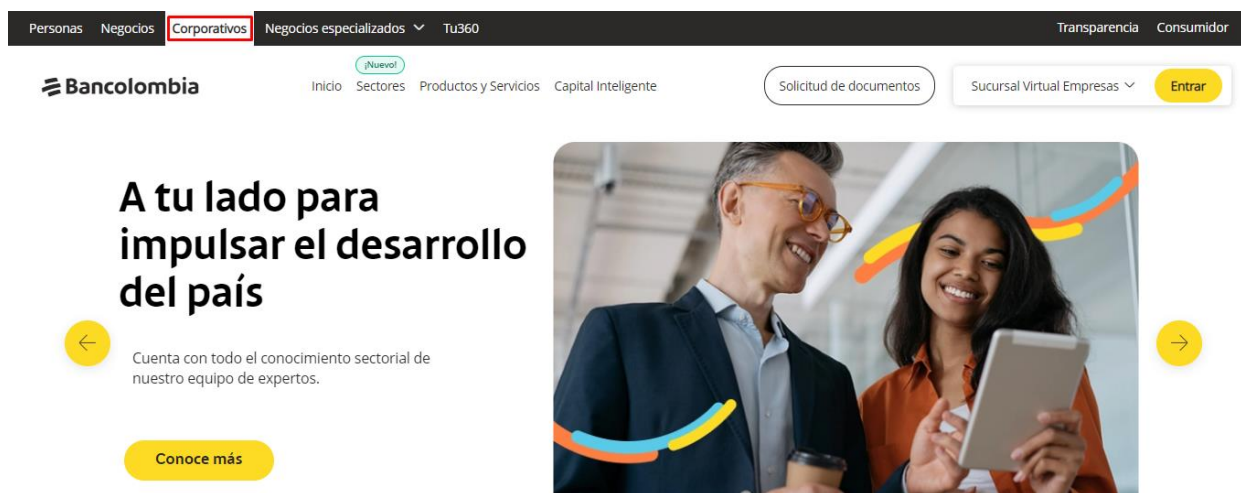 Personas Negocios Corporativos Negocios especializados Tu360 Transparencia Consumidor
¡Nuevo!
Bancolombia Inicio Sectores Productos y Servicios Capital Inteligente Solicitud de documentos Sucursal Virtual Empresas Entrar
A tu lado para
impulsar el desarrollo
del país
Cuenta con todo el conocimiento sectorial de
nuestro equipo de expertos.
Conoce más